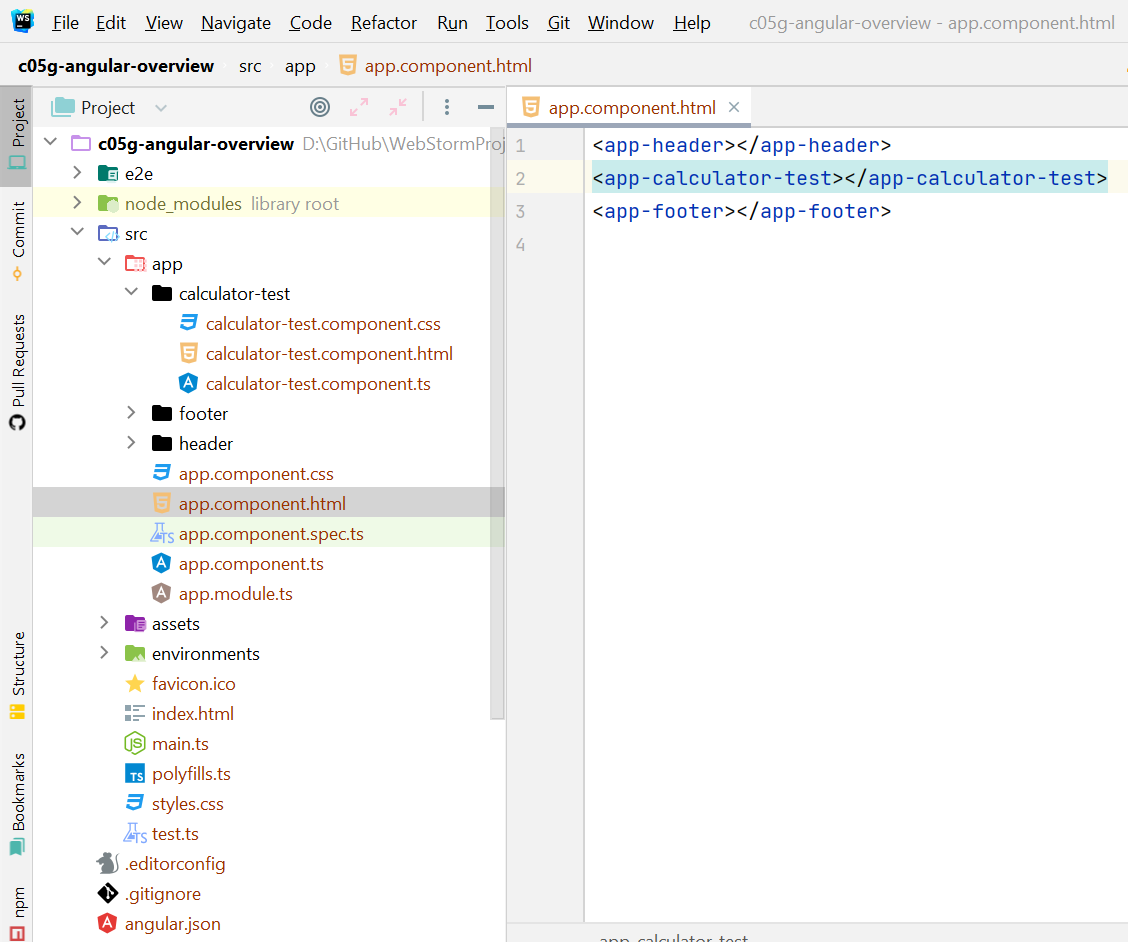 WS File Edit View Navigate Code Refactor Run Tools Git Window Help c05g-angular-overview - app.component.html
c05g-angular-overview src app app.component.html
Project
app.component.html
c05g-angular-overview D:\GitHub\WebStormProj
e2e
node_modules library root
src
app
calculator-test
calculator-test.component.css
calculator-test.component.html
calculator-test.component.ts
footer
header
app.component.css
app.component.html
app.component.spec.ts
app.component.ts
app.module.ts
assets
environments
favicon.ico
index.html
main.ts
polyfills.ts
styles.css
test.ts
.editorconfig
.gitignore
angular.json
1 <app-header></app-header>
2 <app-calculator-test></app-calculator-test>
3 <app-footer></app-footer>
4
app-calculator-test
Project
Commit
Pull Requests
Structure
Bookmarks
npm